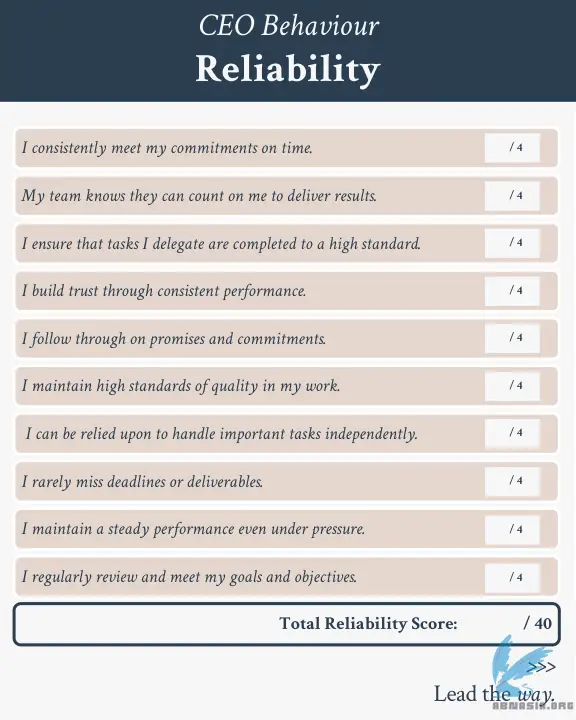 CEO Behaviour
Reliability
I consistently meet my commitments on time. / 4
My team knows they can count on me to deliver results. / 4
I ensure that tasks I delegate are completed to a high standard. / 4
I build trust through consistent performance. / 4
I follow through on promises and commitments. / 4
I maintain high standards of quality in my work. / 4
I can be relied upon to handle important tasks independently. / 4
I rarely miss deadlines or deliverables. / 4
I maintain a steady performance even under pressure. / 4
I regularly review and meet my goals and objectives. / 4
Total Reliability Score: / 40
>>>
Lead the way.
ABNASIA.ORG